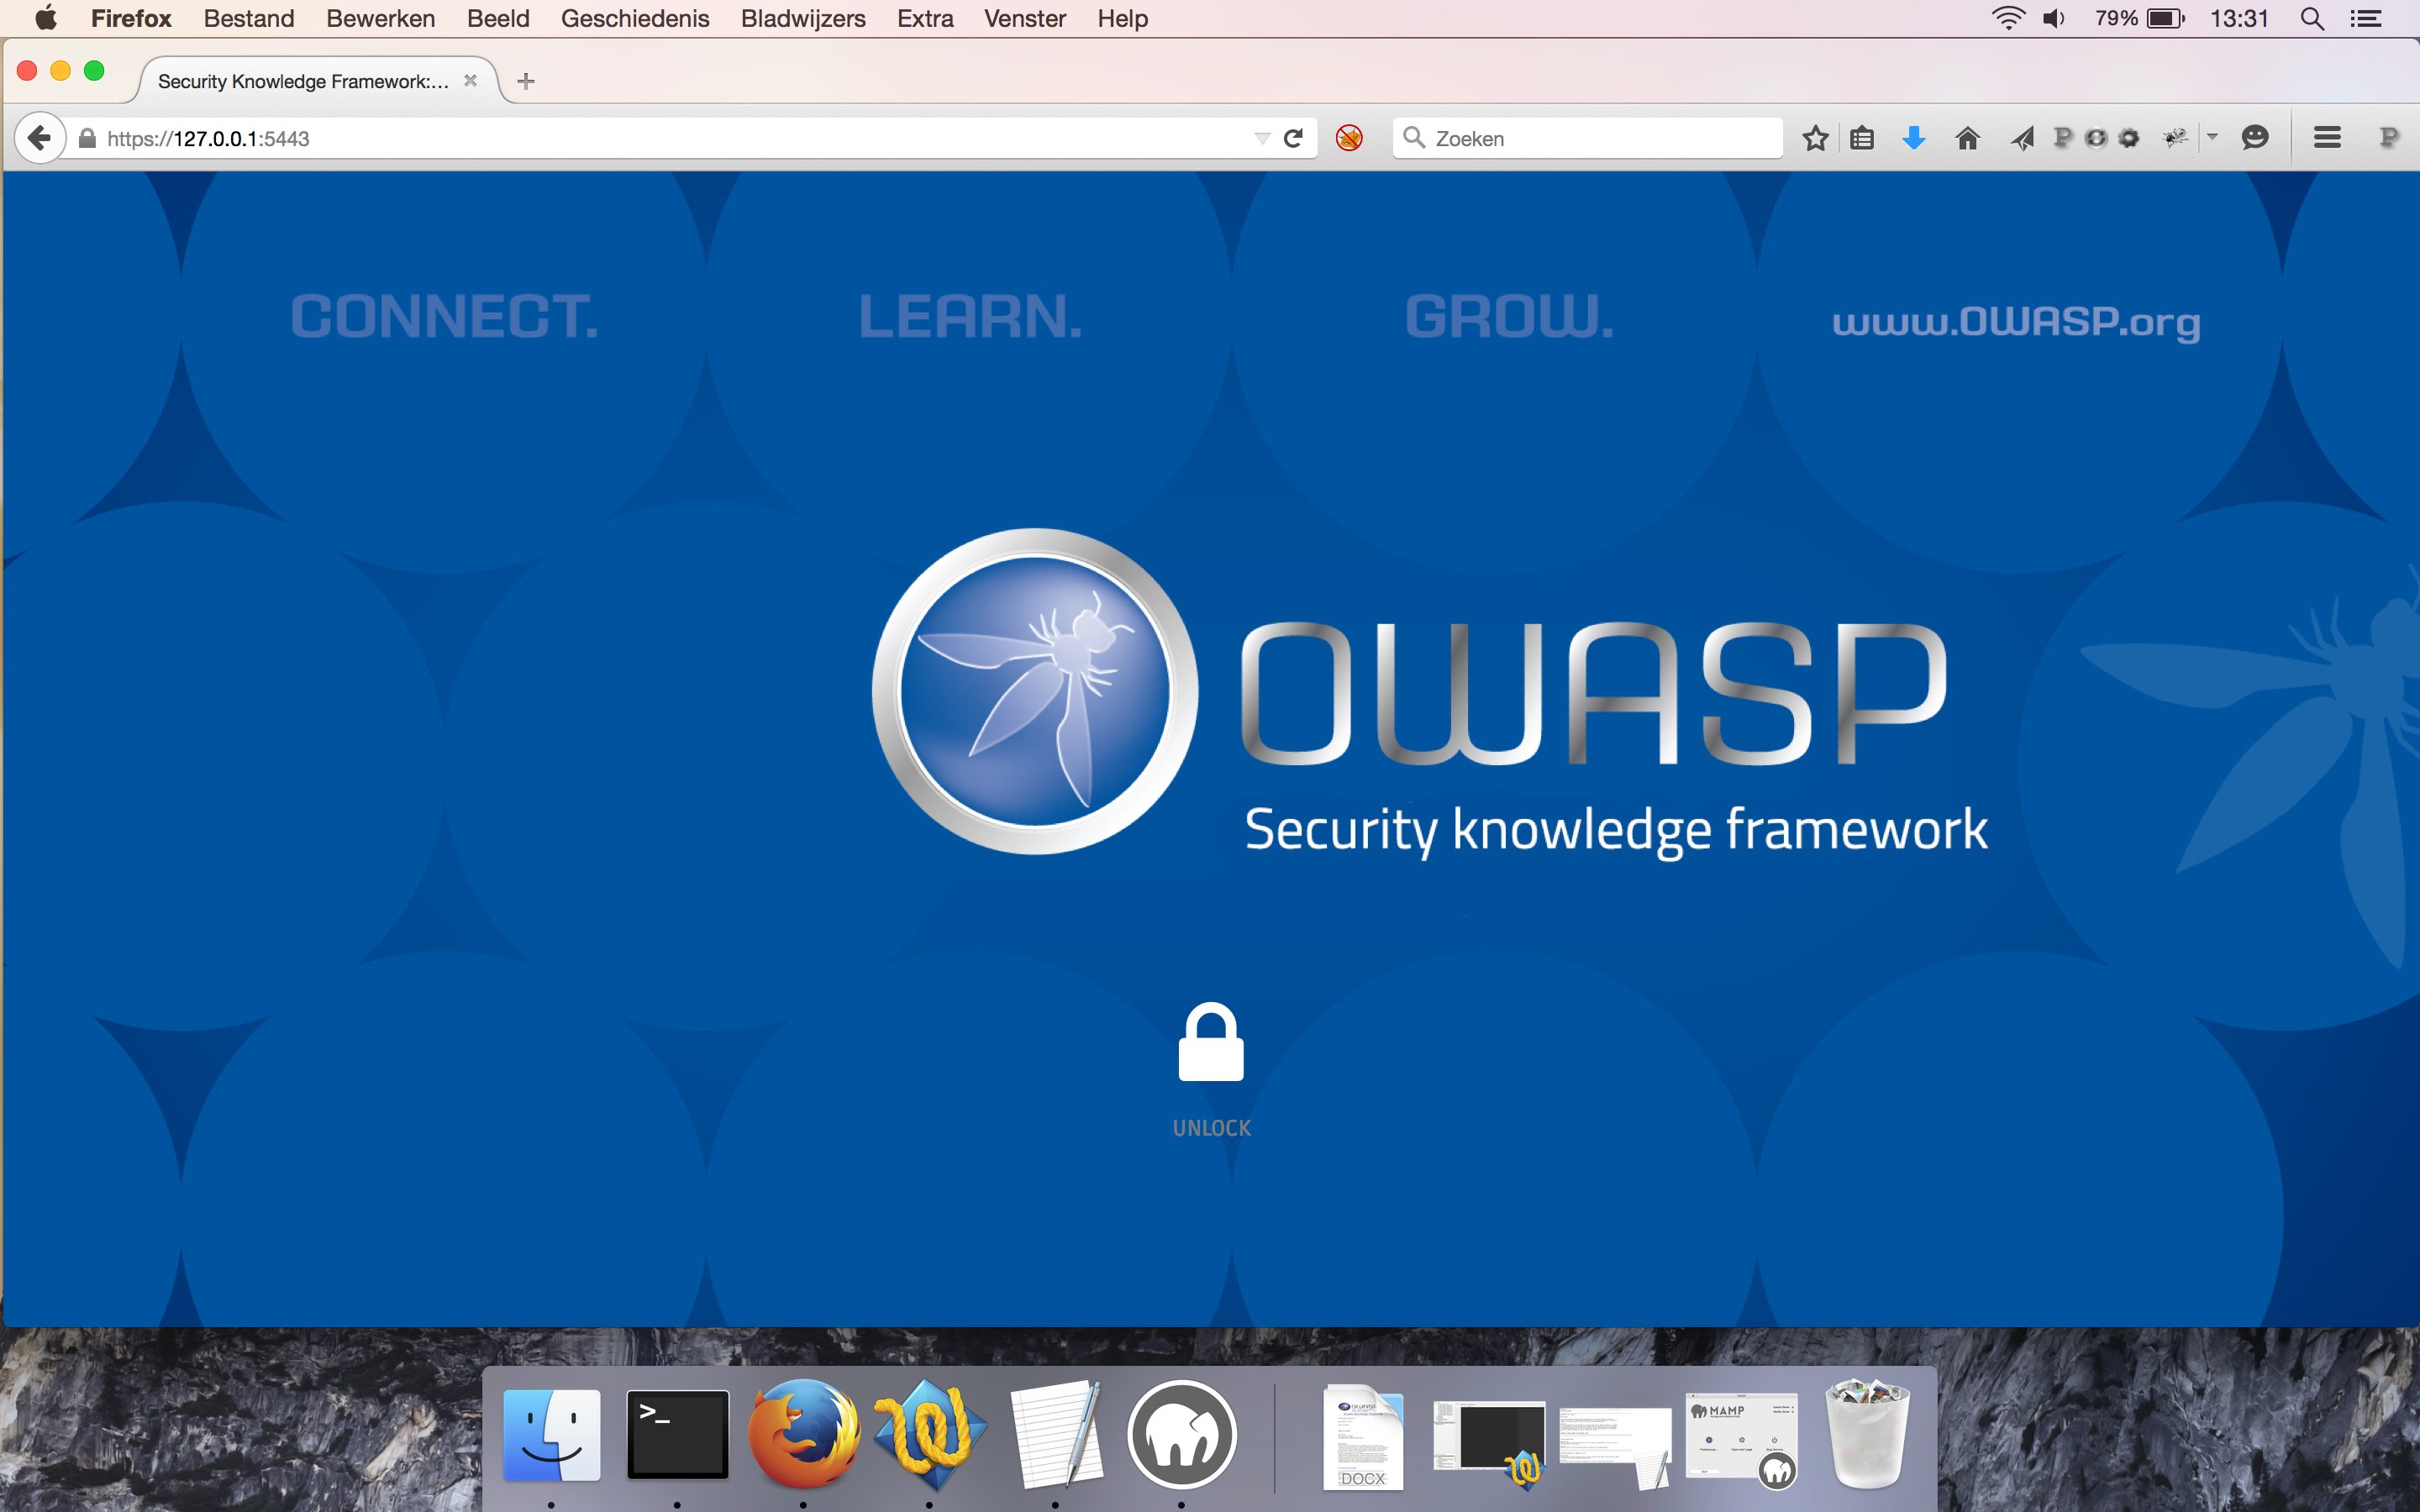 Firefox Bestand Bewerken Beeld Geschiedenis Bladwijzers Extra Venster Help 79% 13:31
Security Knowledge Framework:...
https://127.0.0.1:5443 Zoeken
CONNECT. LEARN. GROW. www.OWASP.org
OWASP
Security knowledge framework
UNLOCK
>_
MAMP
DOCX